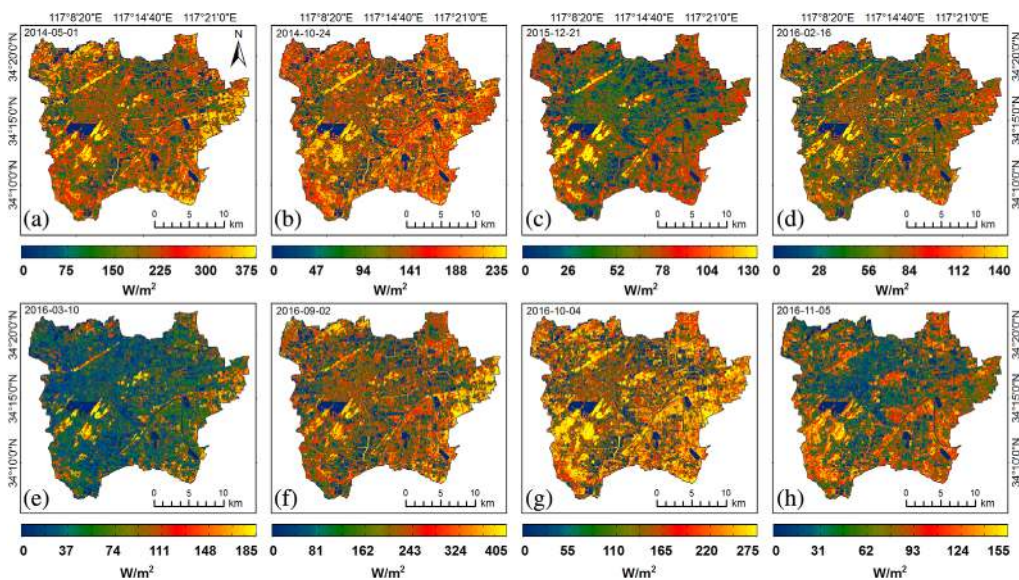 117°8'20"E 117°14'40"E 117°21'0"E 117°8'20"E 117°14'40"E 117°21'0"E 117°8'20"E 117°14'40"E 117°21'0"E 117°8'20"E 117°14'40"E 117°21'0"E
2014-05-01 N 2014-10-24 2015-12-21 2016-02-16
34°20'0"N 34°20'0"N
34°15'0"N 34°15'0"N
34°10'0"N 34°10'0"N
(a) 0 5 10 km (b) 0 5 10 km (c) 0 5 10 km (d) 0 5 10 km
0 75 150 225 300 375 0 47 94 141 188 235 0 26 52 78 104 130 0 28 56 84 112 140
W/m² W/m² W/m² W/m²
2016-03-10 2016-09-02 2016-10-04 2016-11-05
34°20'0"N 34°20'0"N
34°15'0"N 34°15'0"N
34°10'0"N 34°10'0"N
(e) 0 5 10 km (f) 0 5 10 km (g) 0 5 10 km (h) 0 5 10 km
0 37 74 111 148 185 0 81 162 243 324 405 0 55 110 165 220 275 0 31 62 93 124 155
W/m² W/m² W/m² W/m²